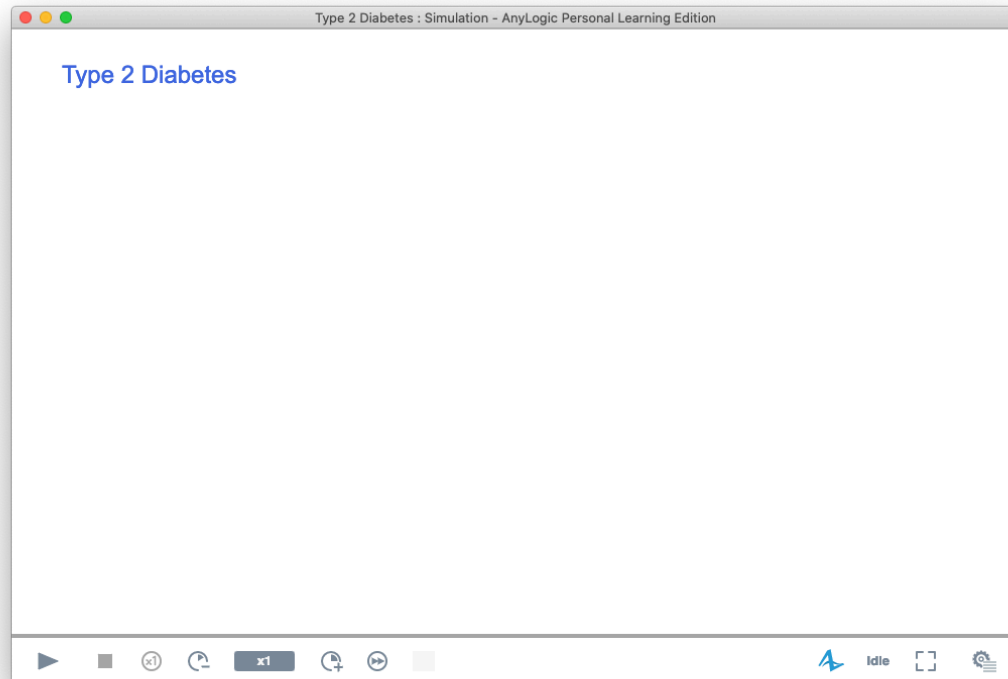 Type 2 Diabetes : Simulation - AnyLogic Personal Learning Edition
Type 2 Diabetes
x1
x1
Idle